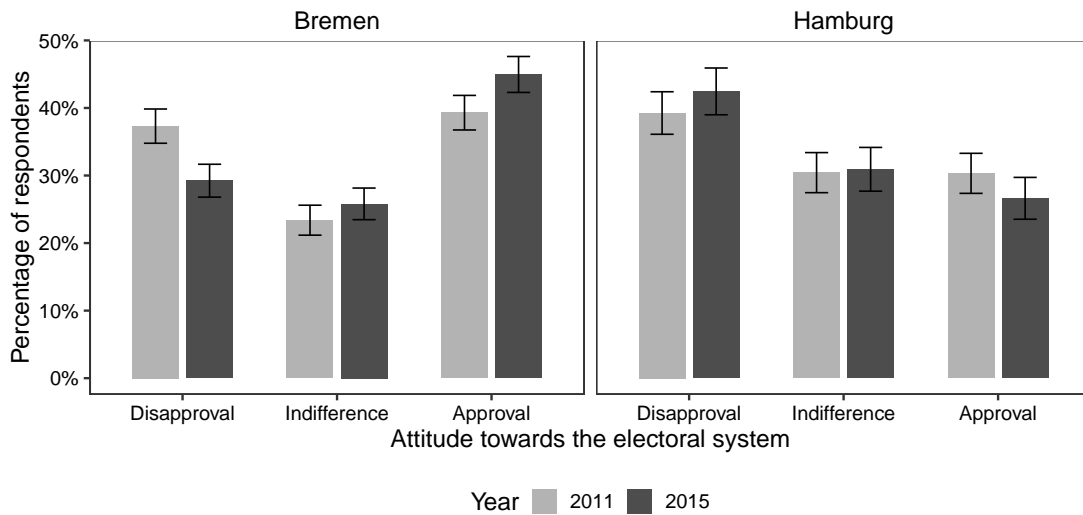 Bremen
Hamburg
Percentage of respondents
50%
40%
30%
20%
10%
0%
Disapproval Indifference Approval
Disapproval Indifference Approval
Attitude towards the electoral system
Year 2011 2015